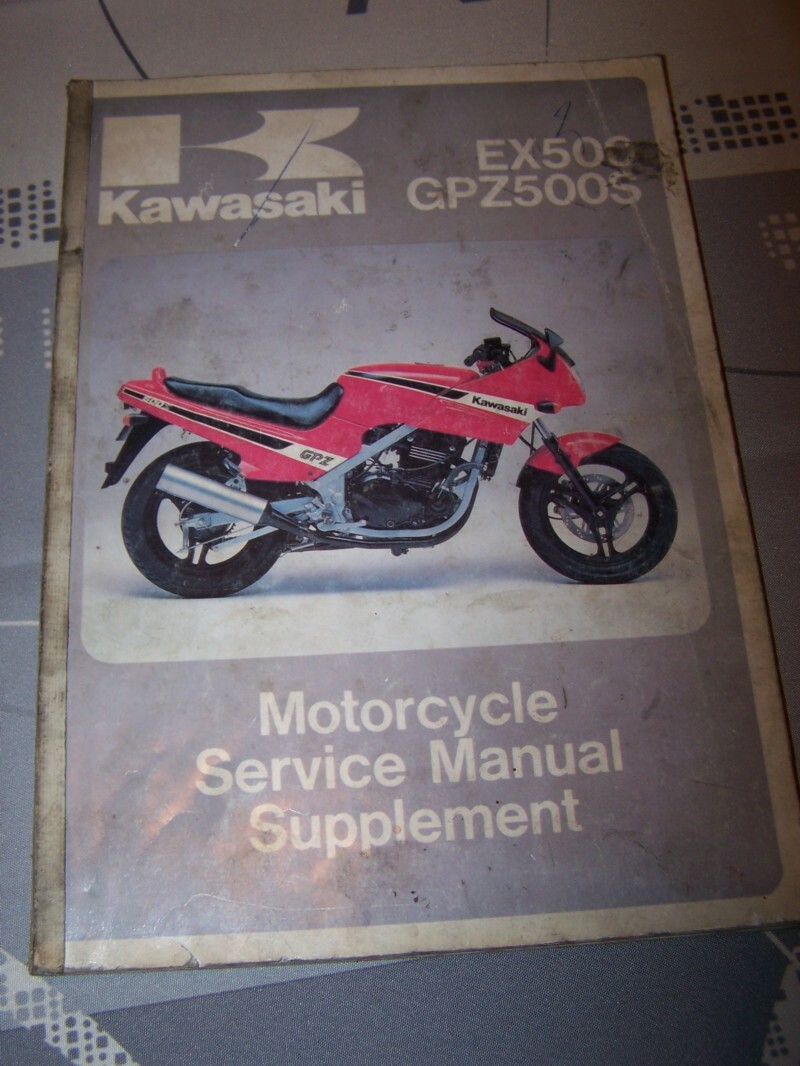 Kawasaki
EX500
GPZ500S
Kawasaki
GPZ
Motorcycle
Service Manual
Supplement